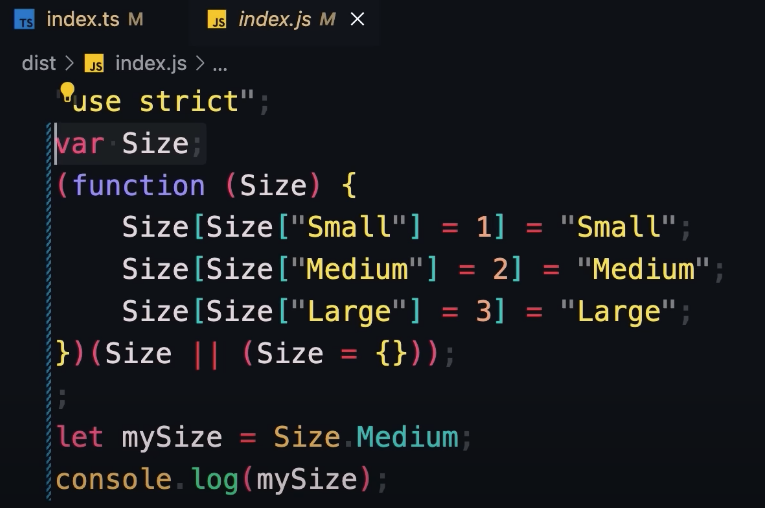 TS index.ts M JS index.js M
dist > JS index.js > ...
"use strict";
var Size;
(function (Size) {
    Size[Size["Small"] = 1] = "Small";
    Size[Size["Medium"] = 2] = "Medium";
    Size[Size["Large"] = 3] = "Large";
})(Size || (Size = {}));
;
let mySize = Size.Medium;
console.log(mySize);